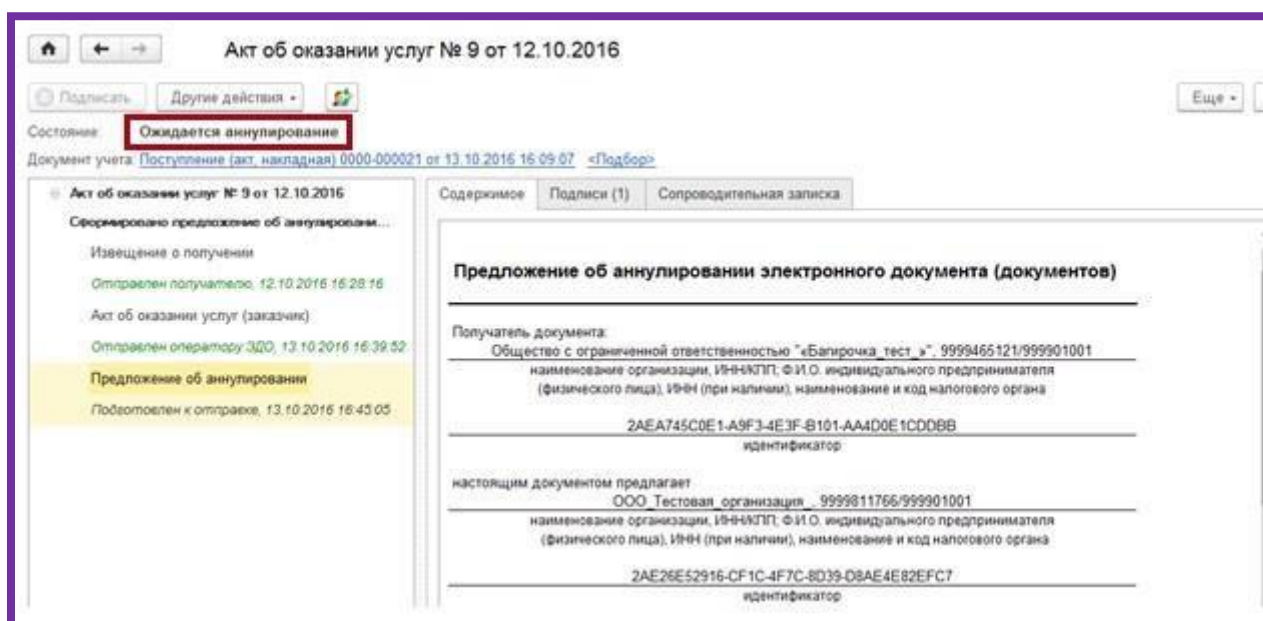 Акт об оказании услуг № 9 от 12.10.2016
Подписать
Другие действия
Еще
Состояние:
Ожидается аннулирование
Документ учета: Поступление (акт, накладная) 0000-000021 от 13.10.2016 16:09:07 <Подбор>
Акт об оказании услуг № 9 от 12.10.2016
Сформировано предложение об аннулировани...
Извещение о получении
Отправлен получателю, 12.10.2016 16:28:16
Акт об оказании услуг (заказчик)
Отправлен оператору ЭДО, 13.10.2016 16:39:52
Предложение об аннулировании
Подготовлен к отправке, 13.10.2016 16:45:05
Содержимое
Подписи (1)
Сопроводительная записка
Предложение об аннулировании электронного документа (документов)
Получатель документа:
Общество с ограниченной ответственностью "«Багирочка_тест_»", 9999465121/999901001
наименование организации, ИНН/КПП; Ф.И.О. индивидуального предпринимателя
(физического лица), ИНН (при наличии), наименование и код налогового органа
2AEA745C0E1-A9F3-4E3F-B101-AA4D0E1CDDBB
идентификатор
настоящим документом предлагает
ООО_Тестовая_организация_, 9999811766/999901001
наименование организации, ИНН/КПП; Ф.И.О. индивидуального предпринимателя
(физического лица), ИНН (при наличии), наименование и код налогового органа
2AE26E52916-CF1C-4F7C-8D39-D8AE4E82EFC7
идентификатор